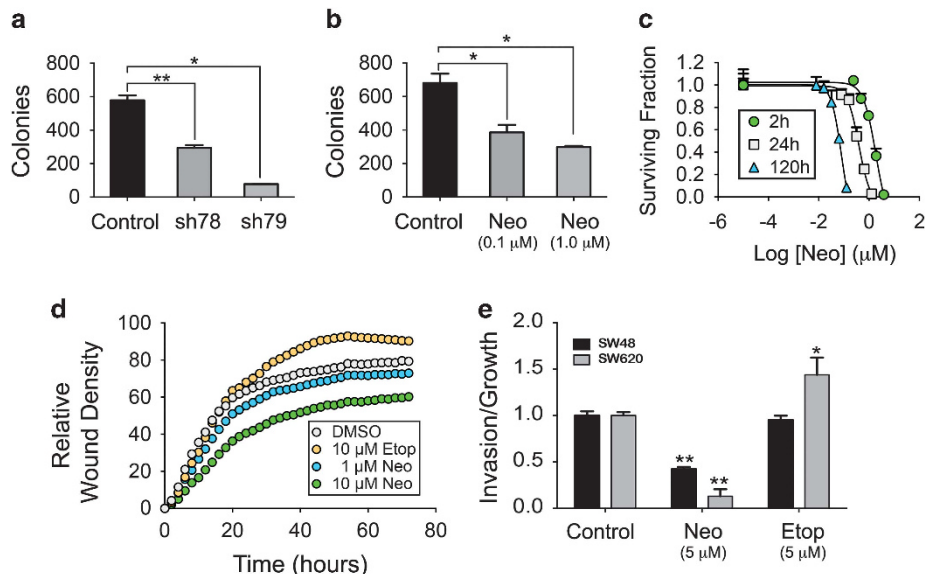 a
Colonies
800
600
400
200
0
*
**
Control
sh78
sh79
b
Colonies
800
600
400
200
0
*
*
Control
Neo
(0.1 μM)
Neo
(1.0 μM)
c
Surviving Fraction
1.0
0.8
0.6
0.4
0.2
0.0
2h
24h
120h
-6
-4
-2
0
2
Log [Neo] (μM)
d
Relative
Wound Density
100
80
60
40
20
0
DMSO
10 μM Etop
1 μM Neo
10 μM Neo
0
20
40
60
80
Time (hours)
e
Invasion/Growth
2.0
1.5
1.0
0.5
0.0
SW48
SW620
**
**
*
Control
Neo
(5 μM)
Etop
(5 μM)